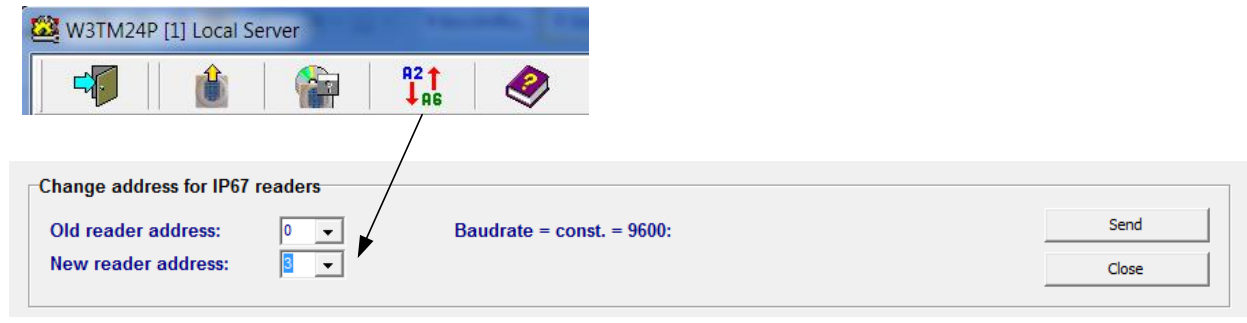 W3TM24P [1] Local Server
A2
A6
?
Change address for IP67 readers
Old reader address: 0 Baudrate = const. = 9600: Send
New reader address: 3 Close